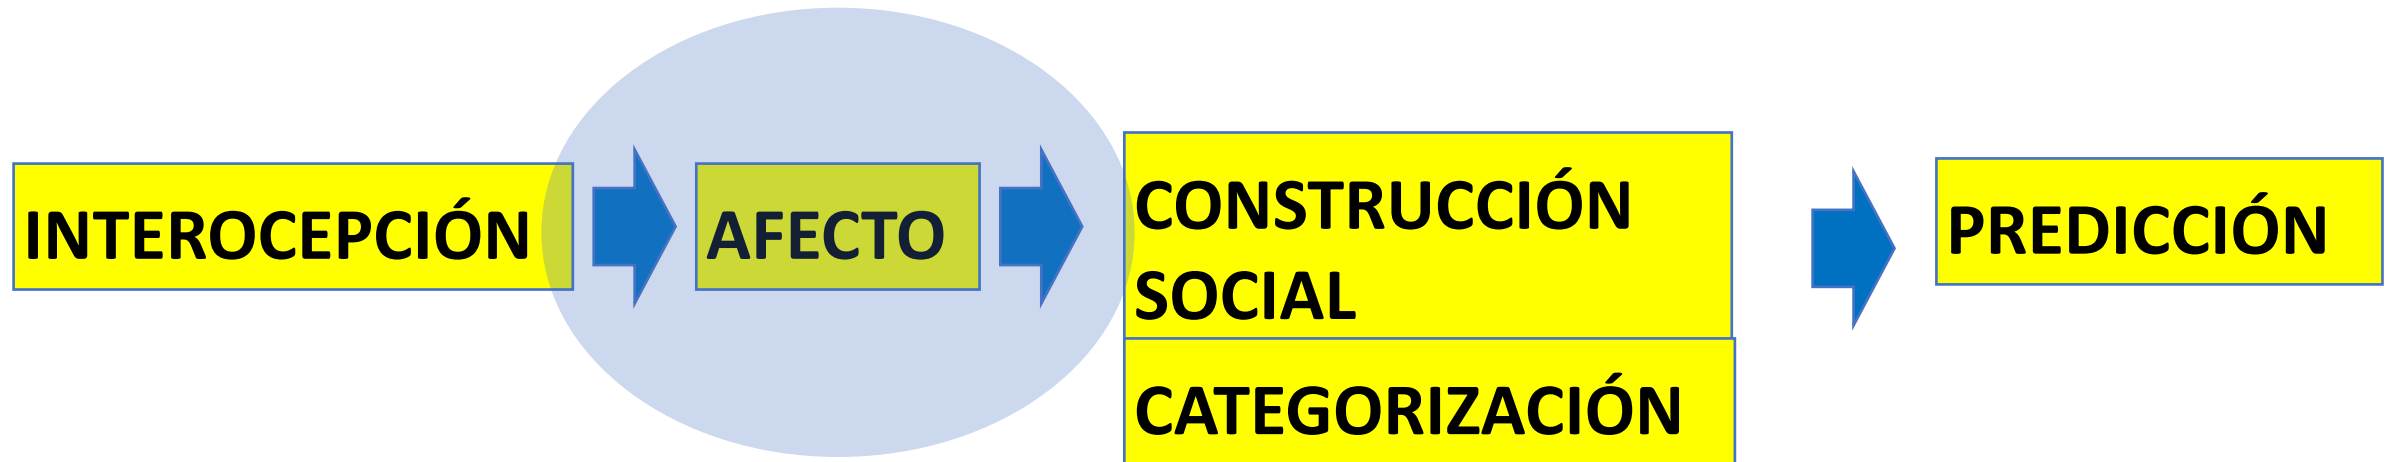 INTEROCEPCIÓN
AFECTO
CONSTRUCCIÓN
SOCIAL
CATEGORIZACIÓN
PREDICCIÓN